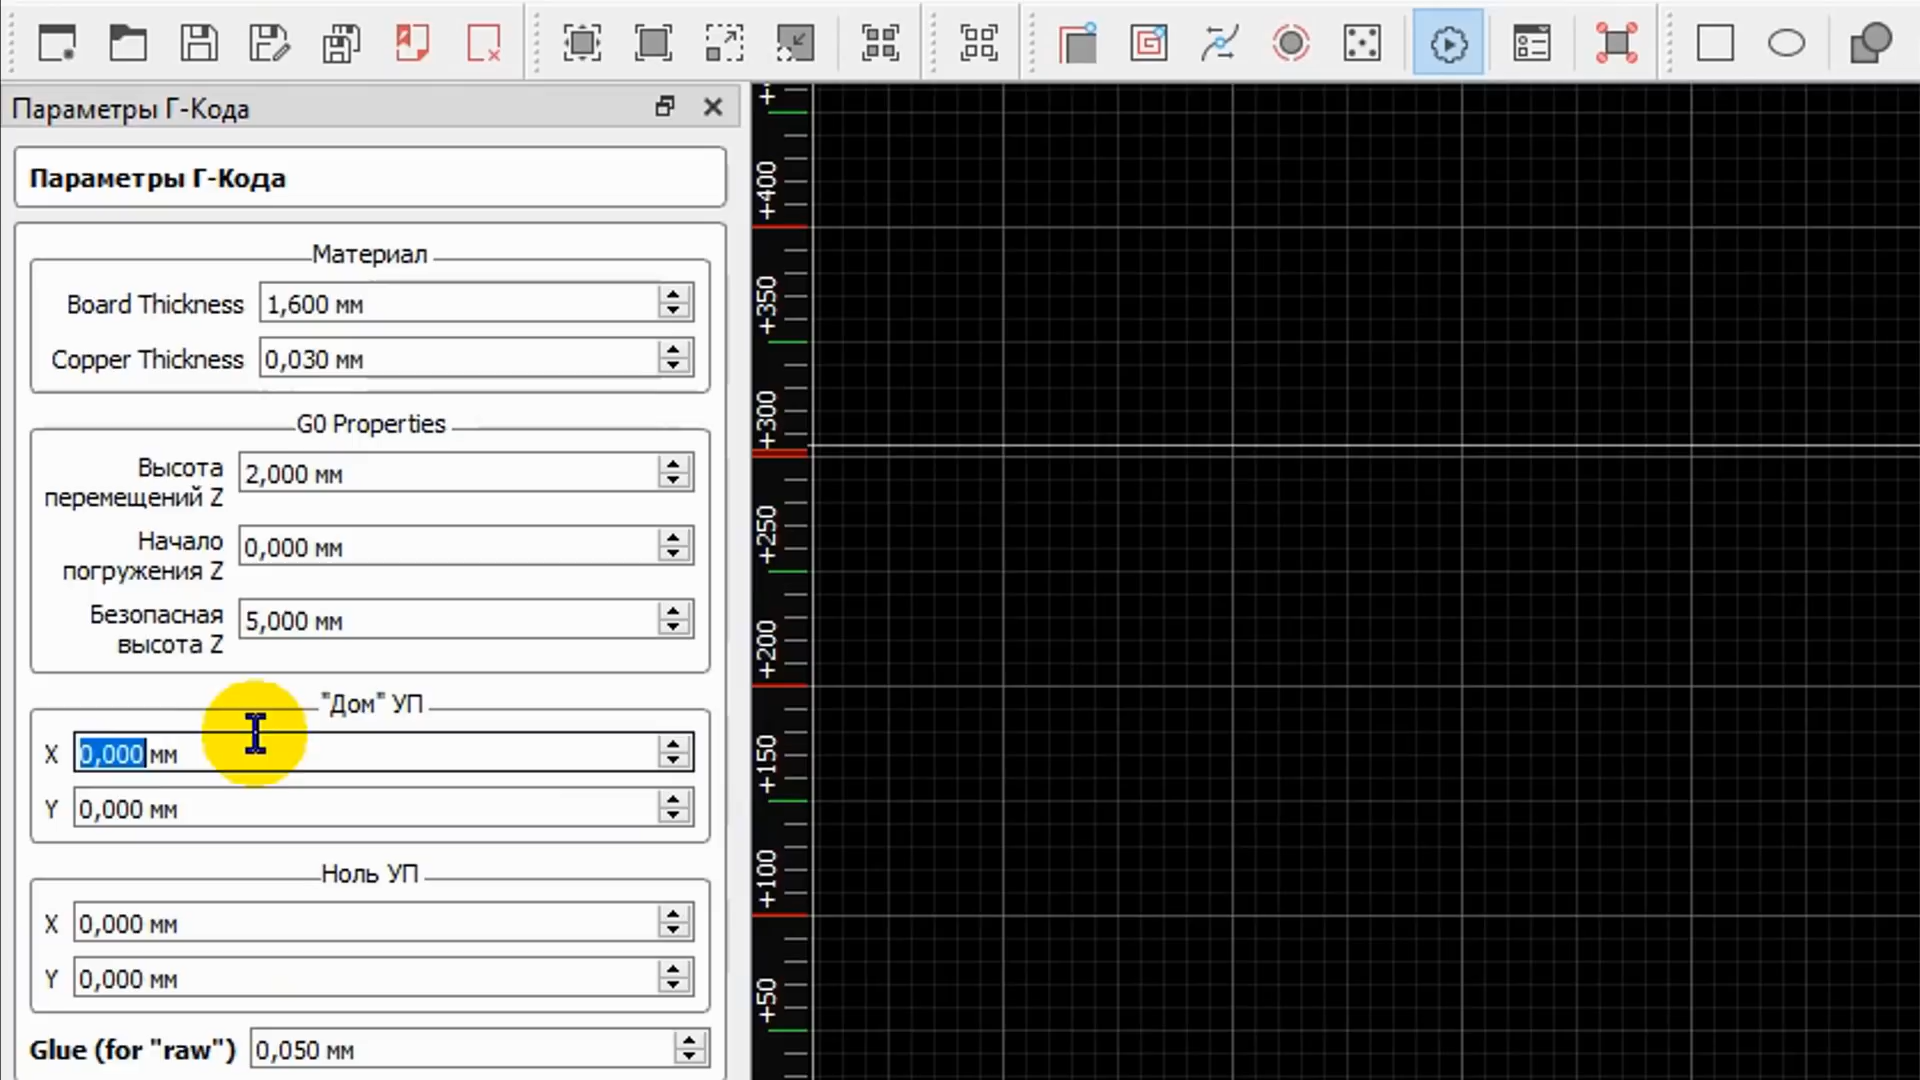 Параметры Г-Кода
Параметры Г-Кода
Материал
Board Thickness 1,600 мм
Copper Thickness 0,030 мм
G0 Properties
Высота
перемещений Z
2,000 мм
Начало
погружения Z
0,000 мм
Безопасная
высота Z
5,000 мм
"Дом" УП
X 0,000 мм
Y 0,000 мм
Ноль УП
X 0,000 мм
Y 0,000 мм
Glue (for "raw") 0,050 мм
+400
+350
+300
+250
+200
+150
+100
+50